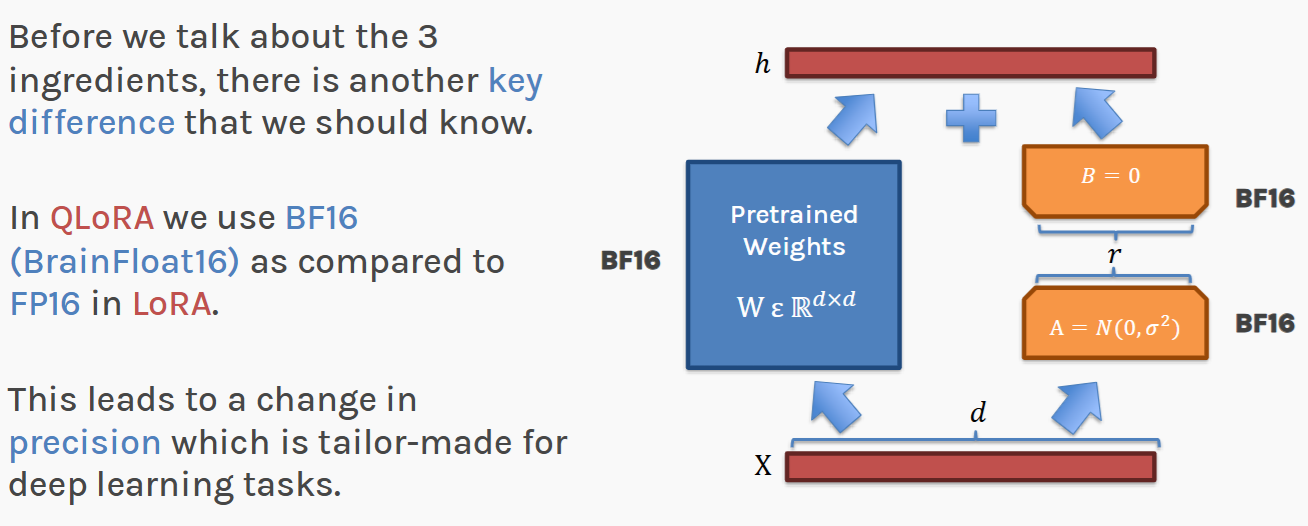 Before we talk about the 3
ingredients, there is another key
difference that we should know.
In QLoRA we use BF16
(BrainFloat16) as compared to
FP16 in LoRA.
This leads to a change in
precision which is tailor-made for
deep learning tasks.
h
B = 0
BF16
Pretrained
Weights
W ε ℝ^{d×d}
BF16
r
A = N(0, σ²)
BF16
d
X